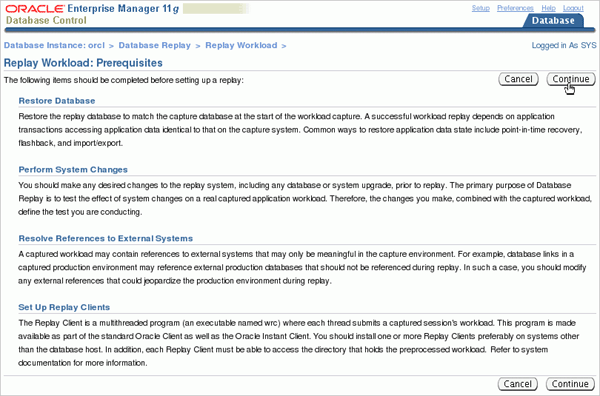 ORACLE Enterprise Manager 11 g
Database Control
Setup Preferences Help Logout
Database
Database Instance: orcl > Database Replay > Replay Workload >
Logged in As SYS
Replay Workload: Prerequisites
The following items should be completed before setting up a replay:
Cancel Continue
Restore Database
Restore the replay database to match the capture database at the start of the workload capture. A successful workload replay depends on application
transactions accessing application data identical to that on the capture system. Common ways to restore application data state include point-in-time recovery,
flashback, and import/export.
Perform System Changes
You should make any desired changes to the replay system, including any database or system upgrade, prior to replay. The primary purpose of Database
Replay is to test the effect of system changes on a real captured application workload. Therefore, the changes you make, combined with the captured workload,
define the test you are conducting.
Resolve References to External Systems
A captured workload may contain references to external systems that may only be meaningful in the capture environment. For example, database links in a
captured production environment may reference external production databases that should not be referenced during replay. In such a case, you should modify
any external references that could jeopardize the production environment during replay.
Set Up Replay Clients
The Replay Client is a multithreaded program (an executable named wrc) where each thread submits a captured session's workload. This program is made
available as part of the standard Oracle Client as well as the Oracle Instant Client. You should install one or more Replay Clients preferably on systems other
than the database host. In addition, each Replay Client must be able to access the directory that holds the preprocessed workload. Refer to system
documentation for more information.
Cancel Continue